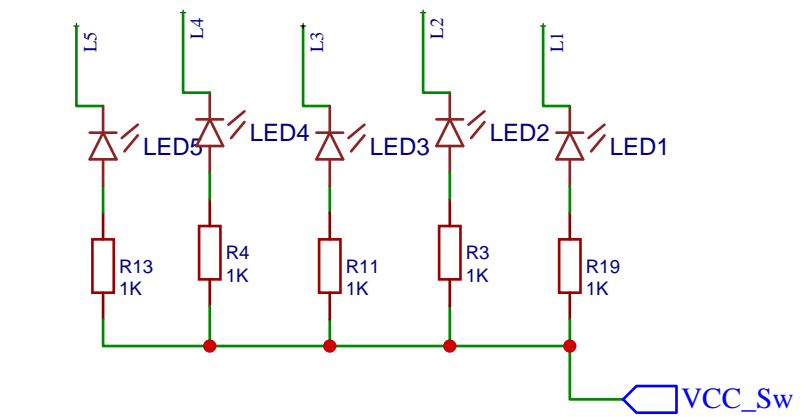 L5
L4
L3
L2
L1
LED5
LED4
LED3
LED2
LED1
R13
1K
R4
1K
R11
1K
R3
1K
R19
1K
VCC_Sw